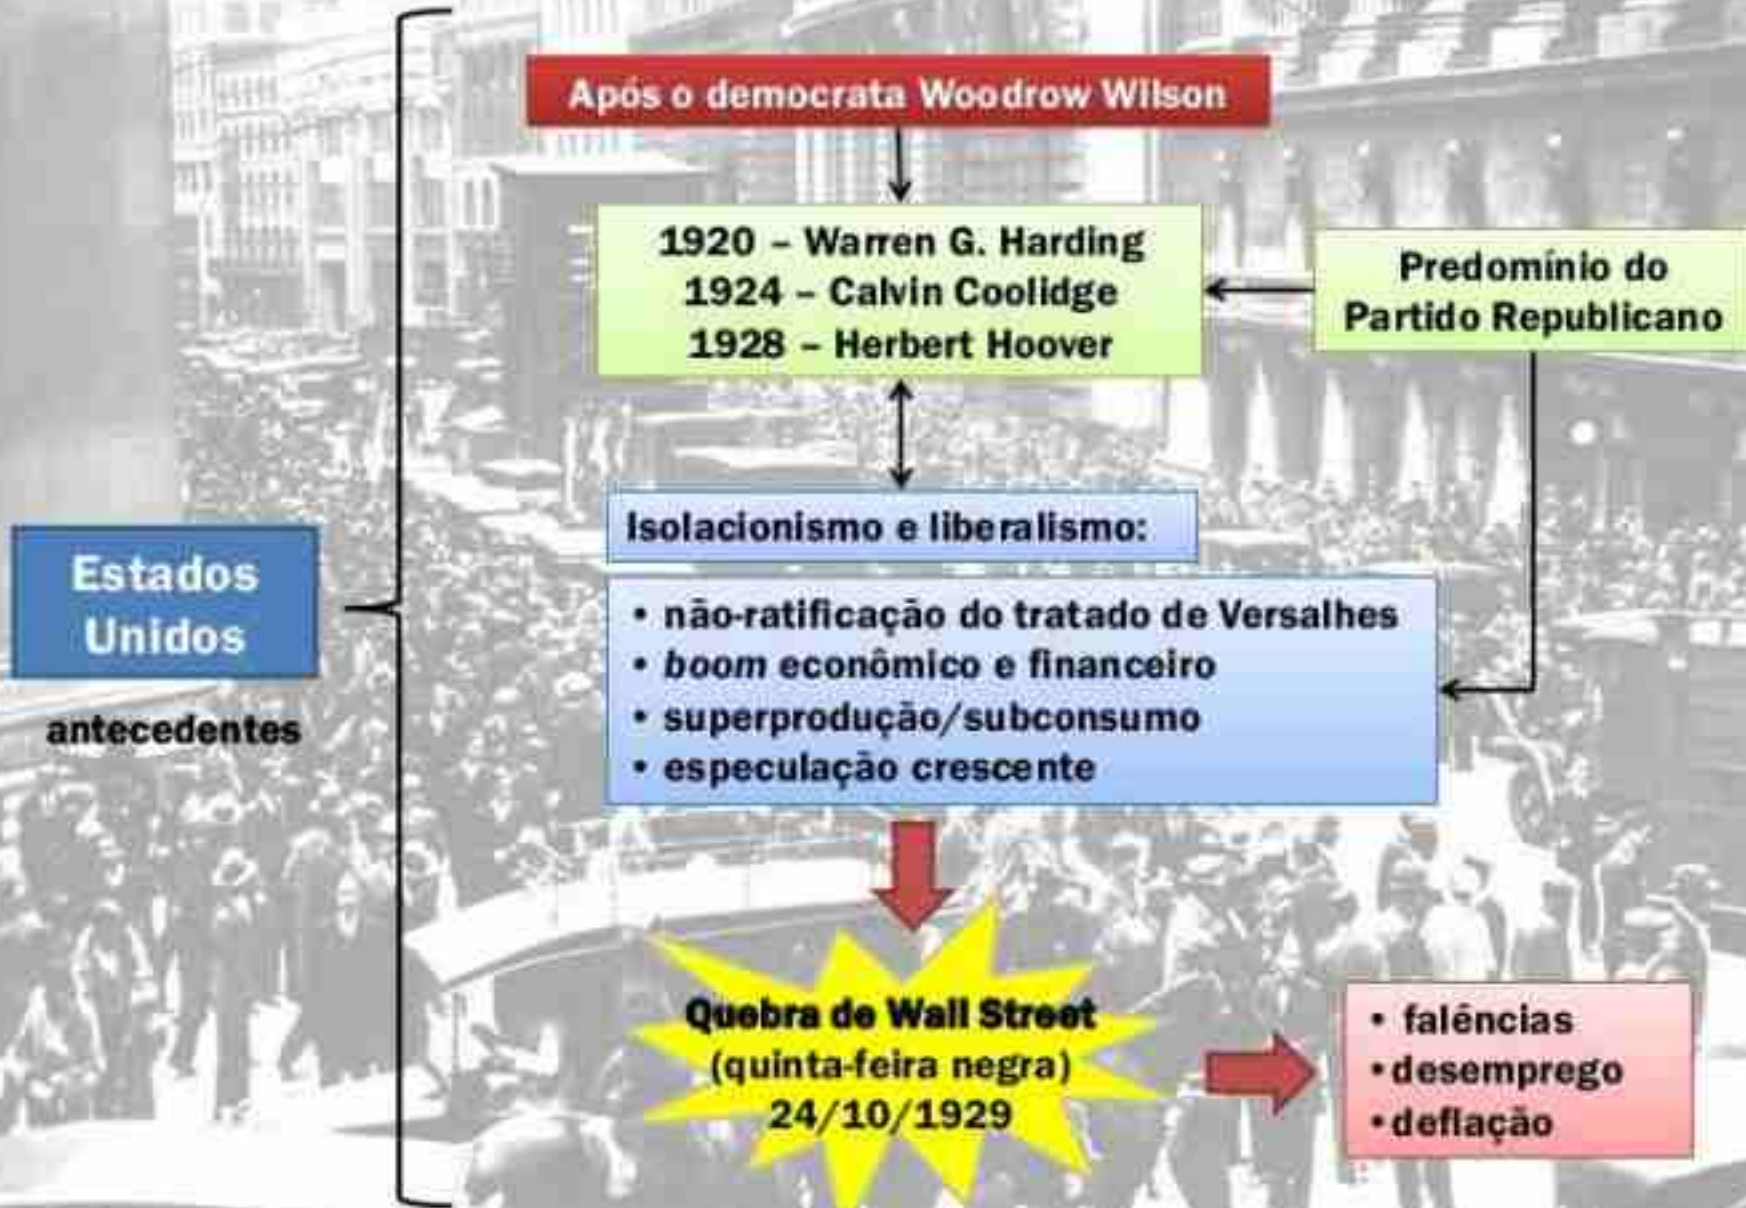 Após o democrata Woodrow Wilson
1920 – Warren G. Harding
1924 – Calvin Coolidge
1928 – Herbert Hoover
Predomínio do
Partido Republicano
Isolacionismo e liberalismo:
• não-ratificação do tratado de Versalhes
• boom econômico e financeiro
• superprodução/subconsumo
• especulação crescente
Estados
Unidos
antecedentes
Quebra de Wall Street
(quinta-feira negra)
24/10/1929
• falências
• desemprego
• deflação